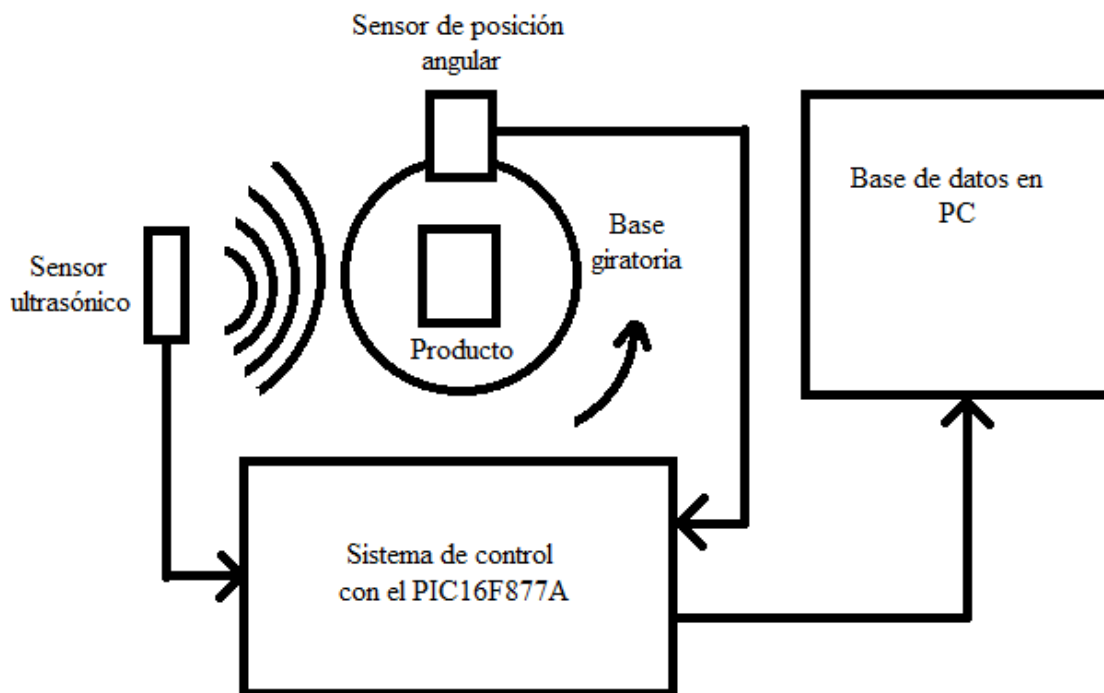 Sensor de posición
angular
Base de datos en
PC
Base
giratoria
Sensor
ultrasónico
Producto
Sistema de control
con el PIC16F877A